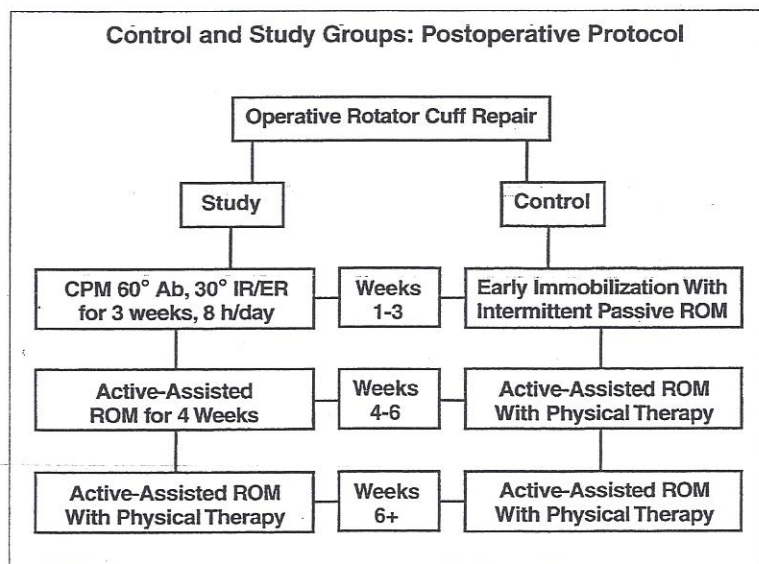 Control and Study Groups: Postoperative Protocol
Operative Rotator Cuff Repair
Study
Control
CPM 60° Ab, 30° IR/ER
for 3 weeks, 8 h/day
Weeks
1-3
Early Immobilization With
Intermittent Passive ROM
Active-Assisted
ROM for 4 Weeks
Weeks
4-6
Active-Assisted ROM
With Physical Therapy
Active-Assisted ROM
With Physical Therapy
Weeks
6+
Active-Assisted ROM
With Physical Therapy